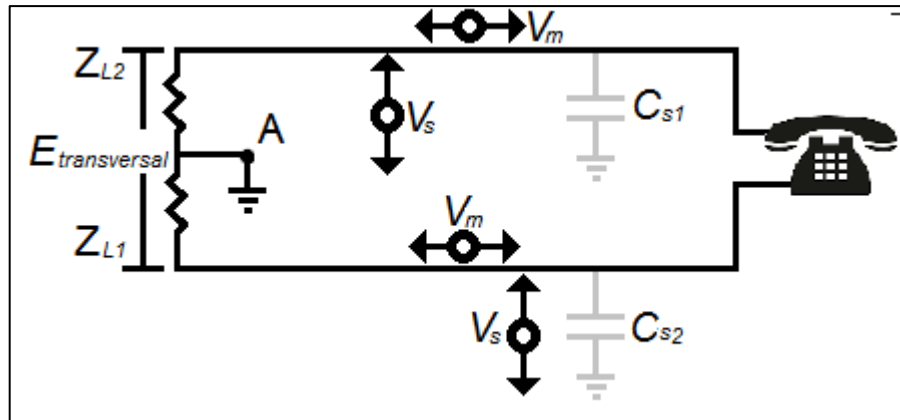 Vm
ZL2
Vs
Cs1
A
Etransversal
Vm
ZL1
Vs
Cs2